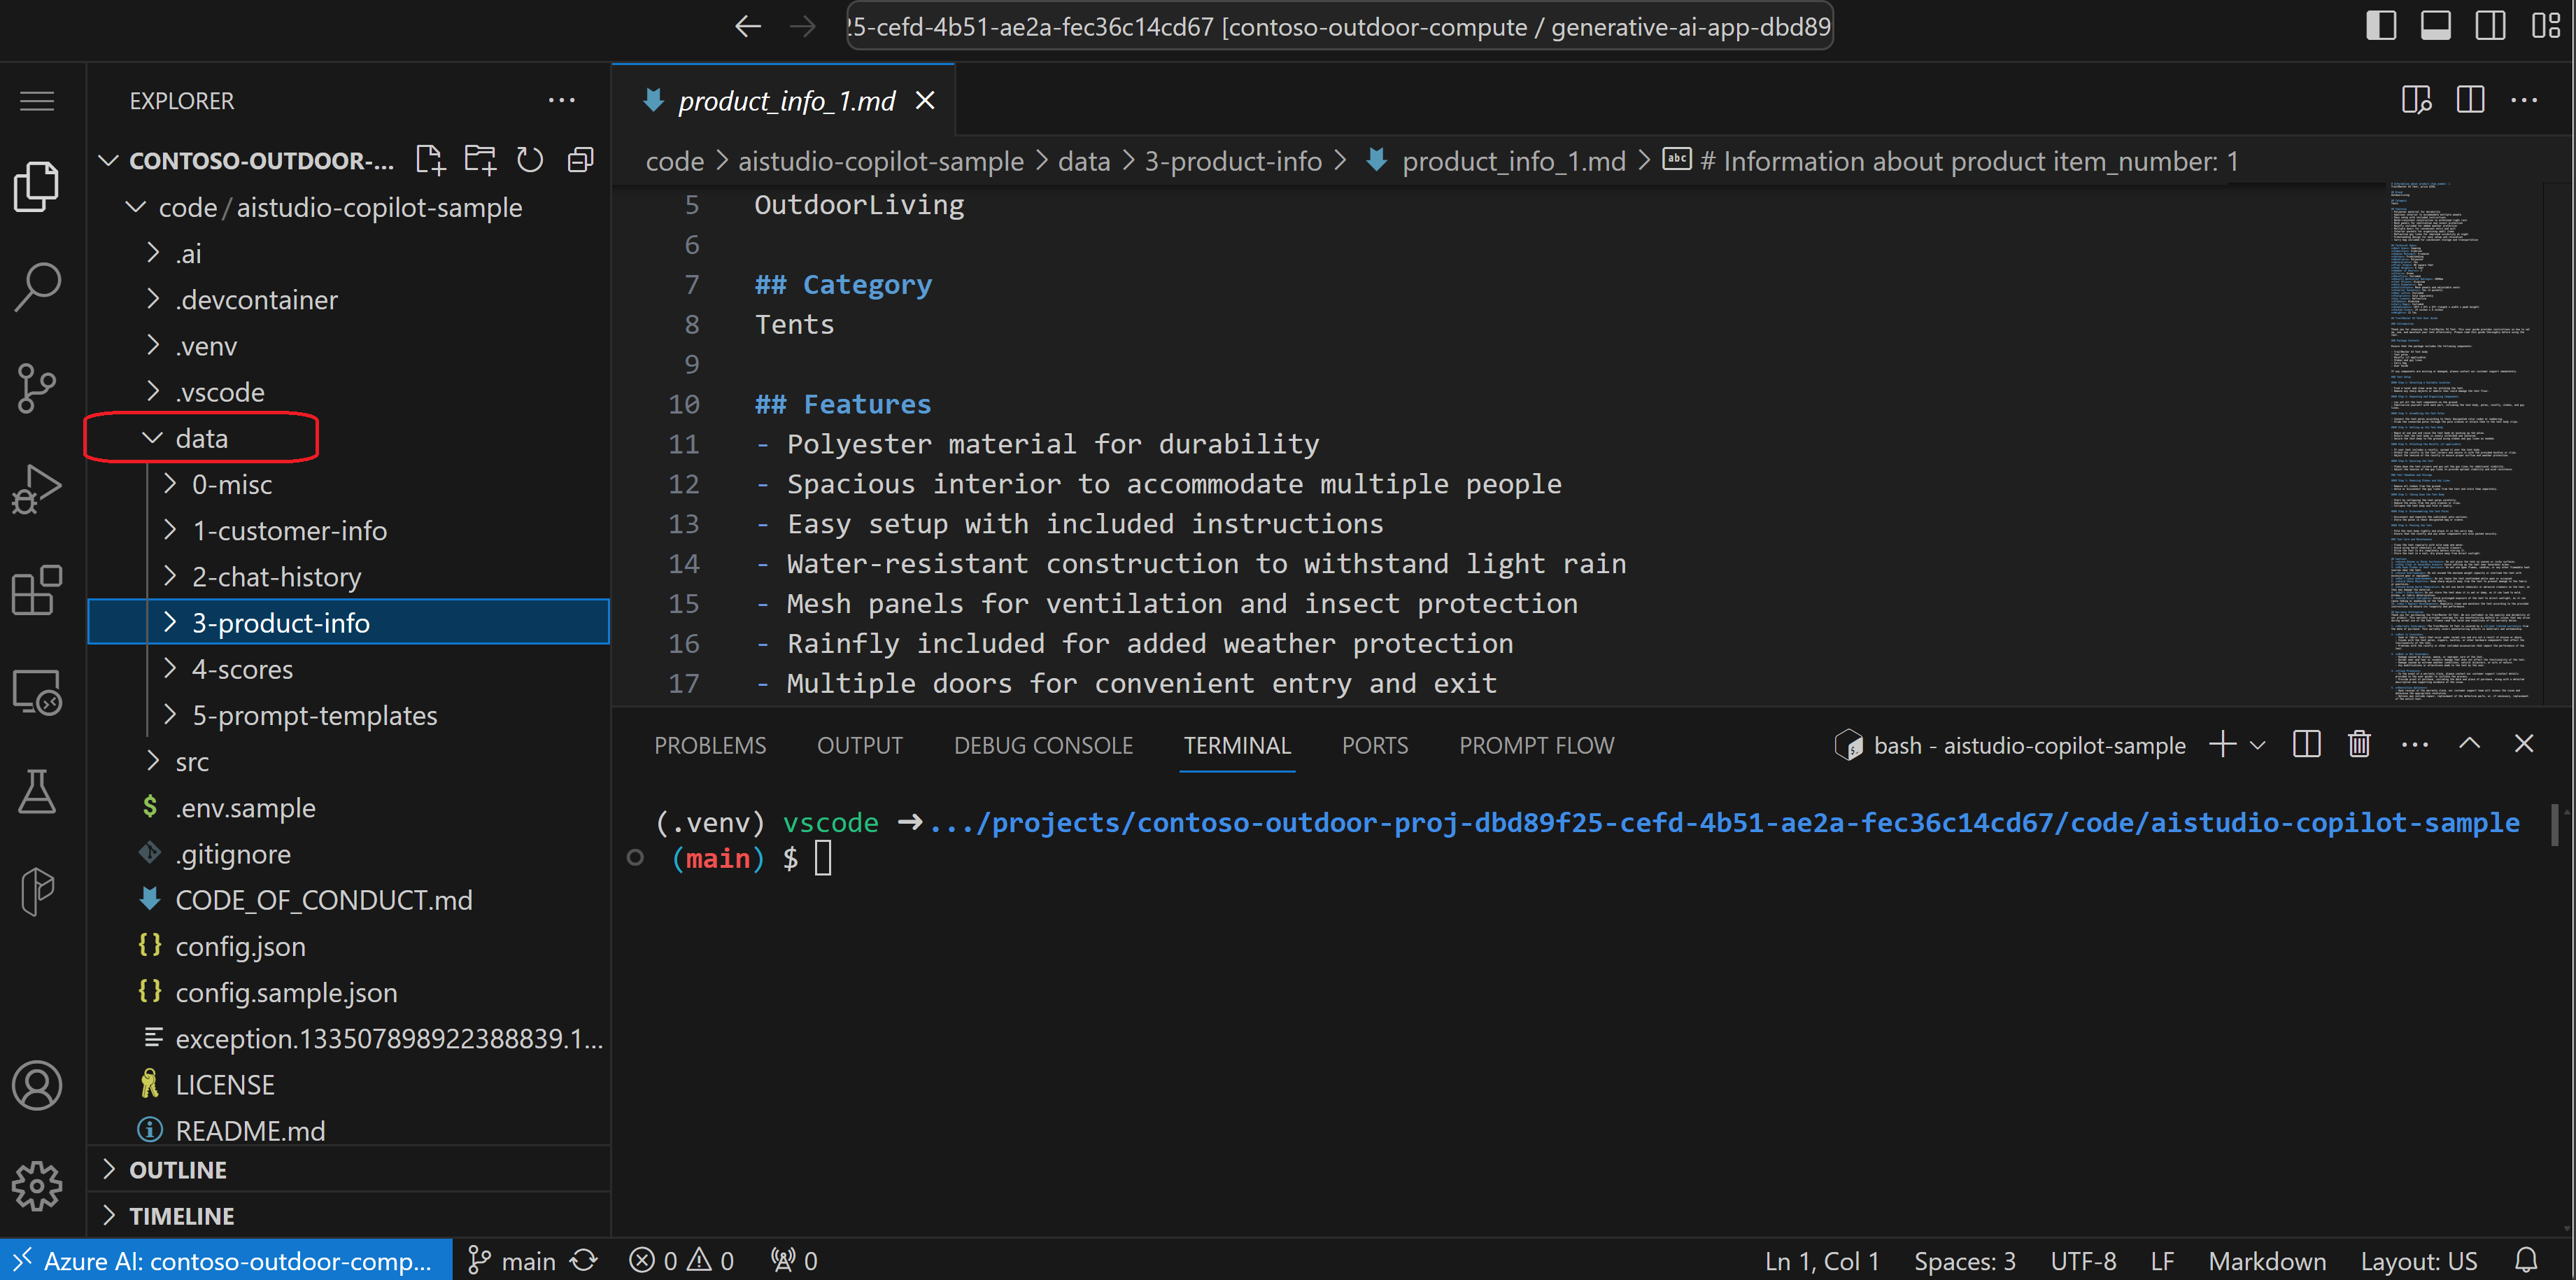 25-cefd-4b51-ae2a-fec36c14cd67 [contoso-outdoor-compute / generative-ai-app-dbd89
EXPLORER
CONTOSO-OUTDOOR-...
code/aistudio-copilot-sample
.ai
.devcontainer
.venv
.vscode
data
0-misc
1-customer-info
2-chat-history
3-product-info
4-scores
5-prompt-templates
src
.env.sample
.gitignore
CODE_OF_CONDUCT.md
config.json
config.sample.json
exception.133507898922388839.1...
LICENSE
README.md
OUTLINE
TIMELINE
product_info_1.md
code > aistudio-copilot-sample > data > 3-product-info > product_info_1.md > abc # Information about product item_number: 1
5 OutdoorLiving
6
7 ## Category
8 Tents
9
10 ## Features
11 - Polyester material for durability
12 - Spacious interior to accommodate multiple people
13 - Easy setup with included instructions
14 - Water-resistant construction to withstand light rain
15 - Mesh panels for ventilation and insect protection
16 - Rainfly included for added weather protection
17 - Multiple doors for convenient entry and exit
PROBLEMS OUTPUT DEBUG CONSOLE TERMINAL PORTS PROMPT FLOW
bash - aistudio-copilot-sample
(.venv) vscode ➜.../projects/contoso-outdoor-proj-dbd89f25-cefd-4b51-ae2a-fec36c14cd67/code/aistudio-copilot-sample
(main) $
Azure AI: contoso-outdoor-comp... main 0 0 0 Ln 1, Col 1 Spaces: 3 UTF-8 LF Markdown Layout: US